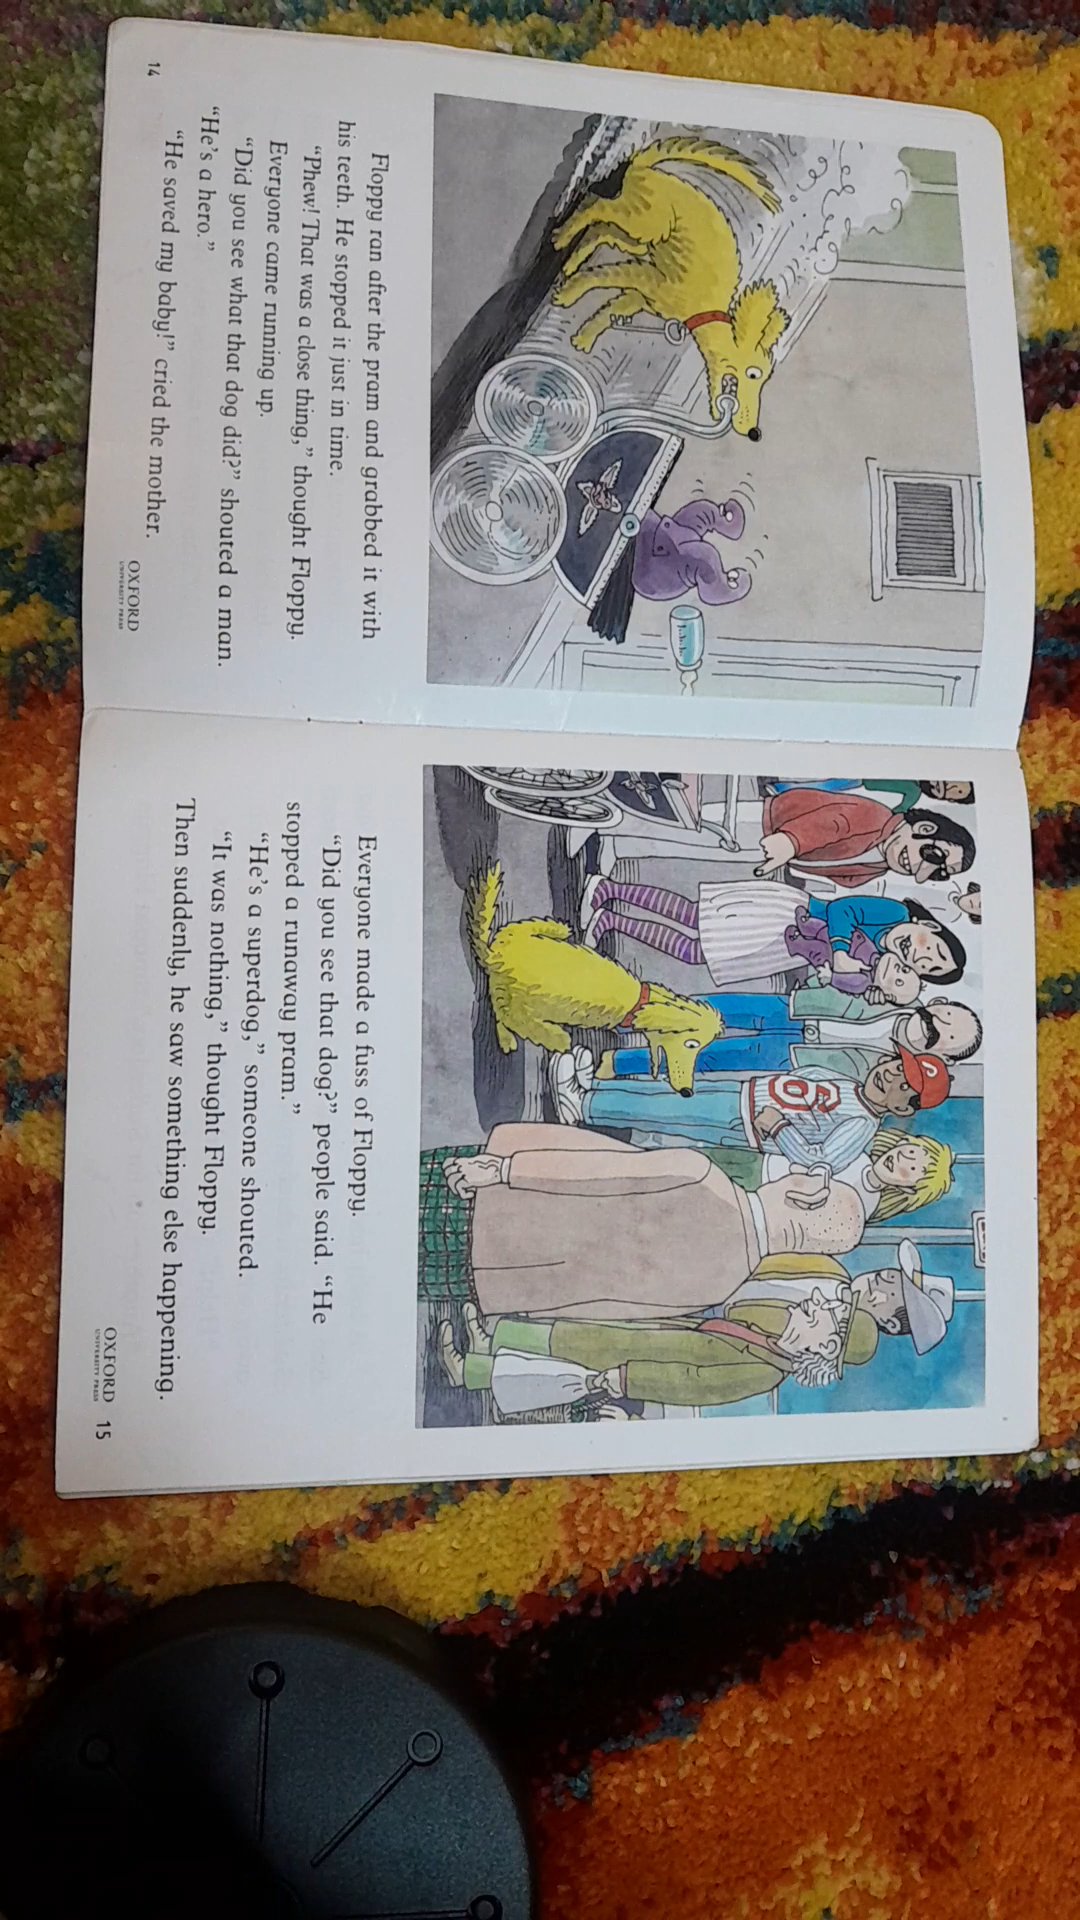 Floppy ran after the pram and grabbed it with
his teeth. He stopped it just in time.
“Phew! That was a close thing,” thought Floppy.
Everyone came running up.
“Did you see what that dog did?” shouted a man.
“He’s a hero.”
“He saved my baby!” cried the mother.
14
OXFORD
UNIVERSITY PRESS
Everyone made a fuss of Floppy.
“Did you see that dog?” people said. “He
stopped a runaway pram.”
“He’s a superdog,” someone shouted.
“It was nothing,” thought Floppy.
Then suddenly, he saw something else happening.
OXFORD
UNIVERSITY PRESS
15